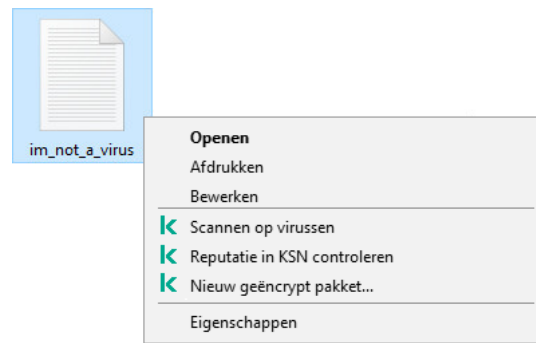 im_not_a_virus
Openen
Afdrukken
Bewerken
Scannen op virussen
Reputatie in KSN controleren
Nieuw geëncrypt pakket...
Eigenschappen